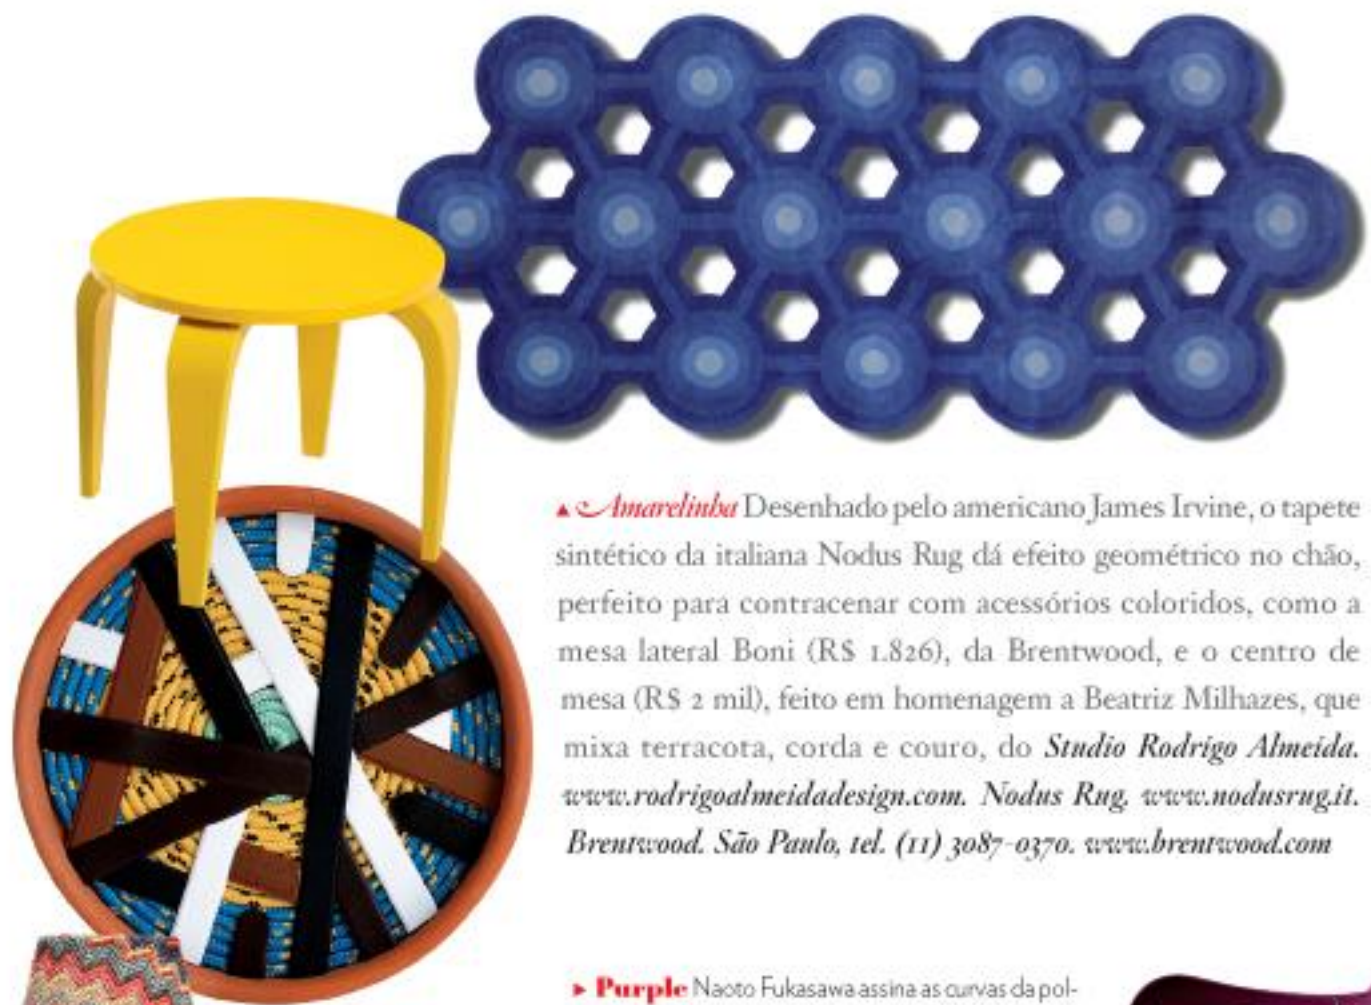 ▲ Amarelinha Desenhado pelo americano James Irvine, o tapete
sintético da italiana Nodus Rug dá efeito geométrico no chão,
perfeito para contracenar com acessórios coloridos, como a
mesa lateral Boni (R$ 1.826), da Brentwood, e o centro de
mesa (R$ 2 mil), feito em homenagem a Beatriz Milhazes, que
mixa terracota, corda e couro, do Studio Rodrigo Almeida.
www.rodrigoalmeidadesign.com. Nodus Rug. www.nodusrug.it.
Brentwood. São Paulo, tel. (11) 3087-0370. www.brentwood.com
► Purple Naoto Fukasawa assina as curvas da pol-